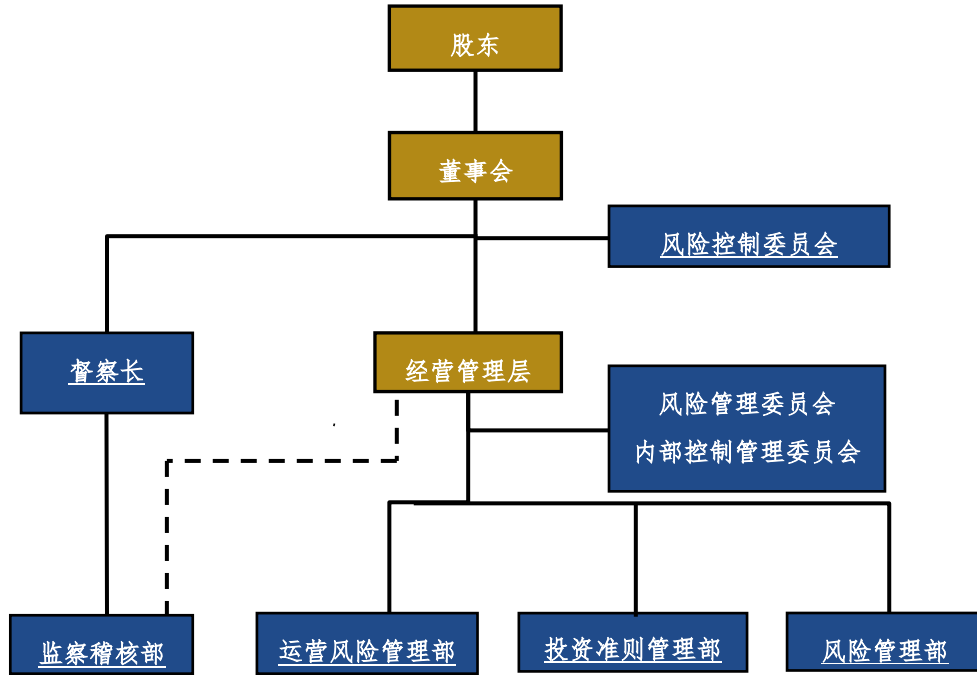 股东
董事会
风险控制委员会
督察长
经营管理层
风险管理委员会
内部控制管理委员会
监察稽核部
运营风险管理部
投资准则管理部
风险管理部